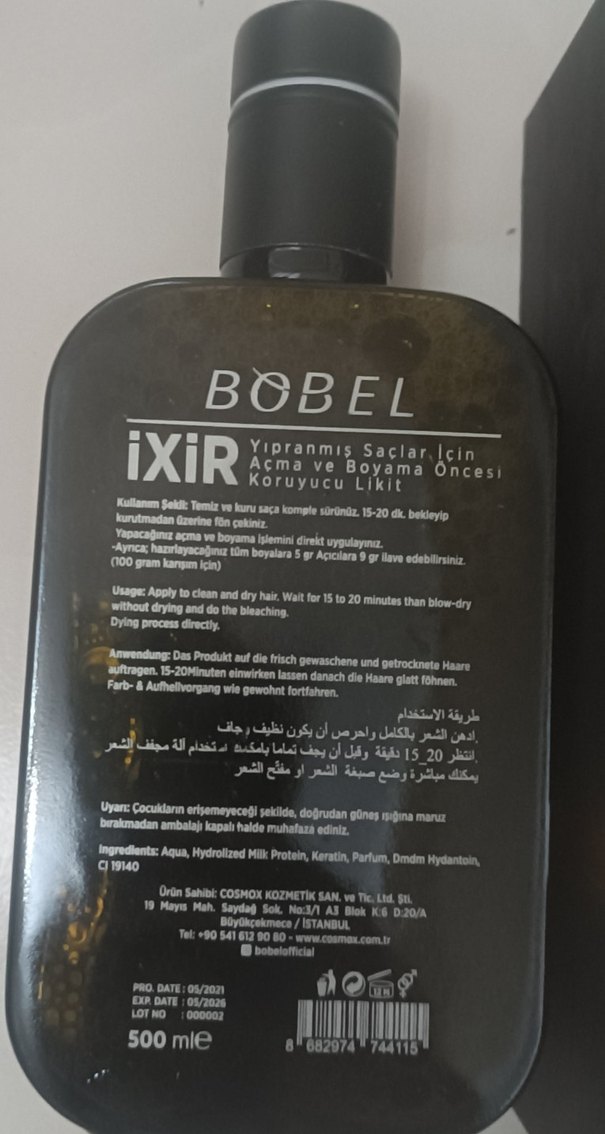 BOBEL
iXiR
Yıpranmış Saçlar İçin
Açma ve Boyama Öncesi
Koruyucu Likit
Kullanım Şekli: Temiz ve kuru saça komple sürünüz. 15-20 dk. bekleyip
kurutmadan üzerine fön çekiniz.
Yapacağınız açma ve boyama işlemini direkt uygulayınız.
-Ayrıca; hazırlayacağınız tüm boyalara 5 gr Açıcılara 9 gr ilave edebilirsiniz.
(100 gram karışım için)
Usage: Apply to clean and dry hair. Wait for 15 to 20 minutes than blow-dry
without drying and do the bleaching.
Dying process directly.
Anwendung: Das Produkt auf die frisch gewaschene und getrocknete Haare
auftragen. 15-20Minuten einwirken lassen danach die Haare glatt föhnen.
Farb- & Aufhellvorgang wie gewohnt fortfahren.
طريقة الاستخدام
ادهن الشعر بالكامل واحرص أن يكون نظيف وجاف.
انتظر 20_15 دقيقة وقبل أن يجف تماما بامكنك استخدام آلة مجفف الشعر
يمكنك مباشرة وضع صبغة الشعر او مفتّح الشعر
Uyarı: Çocukların erişemeyeceği şekilde, doğrudan güneş ışığına maruz
bırakmadan ambalajı kapalı halde muhafaza ediniz.
Ingredients: Aqua, Hydrolized Milk Protein, Keratin, Parfum, Dmdm Hydantoin,
CI 19140
Ürün Sahibi: COSMOX KOZMETİK SAN. ve Tic. Ltd. Şti.
19 Mayıs Mah. Saydağ Sok. No:3/1 A3 Blok K:6 D:20/A
Büyükçekmece / İSTANBUL
Tel: +90 541 612 90 80 - www.cosmox.com.tr
bobelofficial
PRO. DATE : 05/2021
EXP. DATE : 05/2026
LOT NO : 000002
500 ml℮
12 M
8 682974 744115